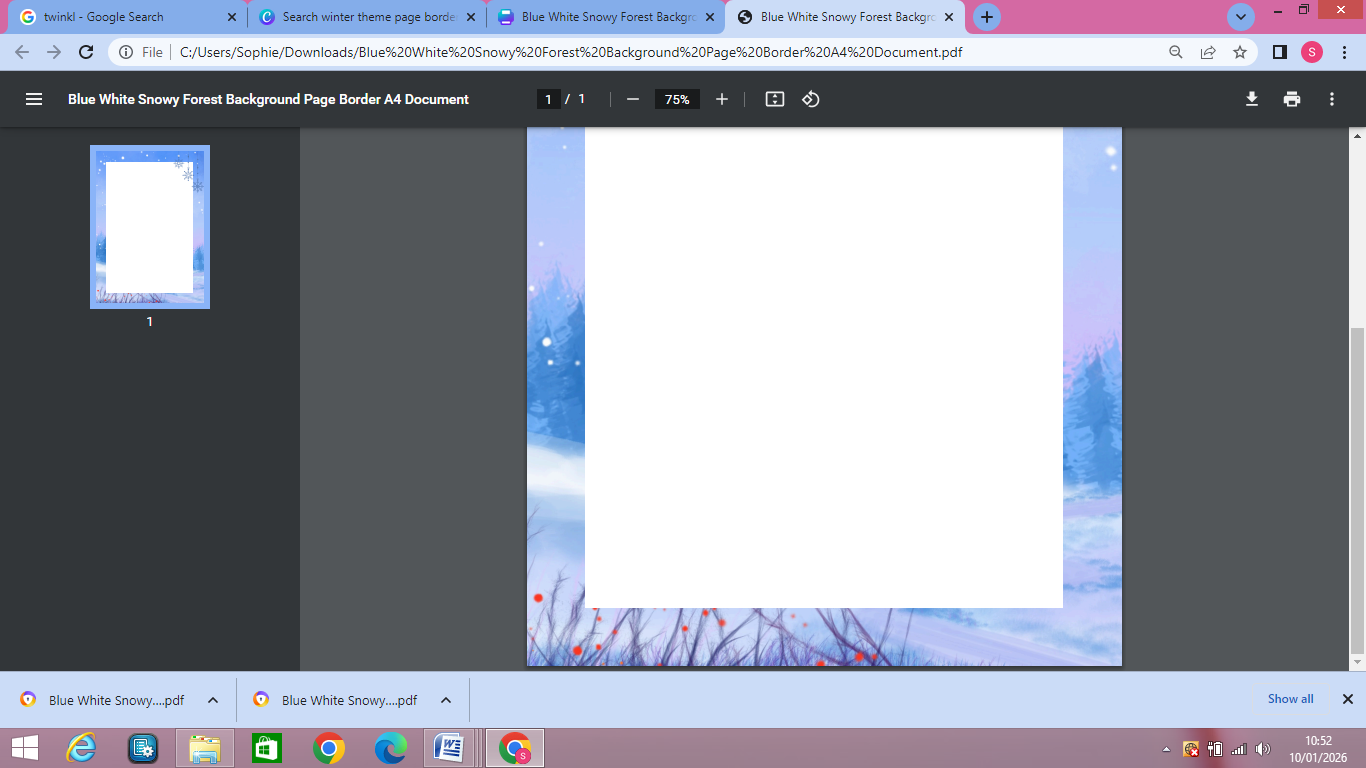 twinkl - Google Search
Search winter theme page borde
Blue White Snowy Forest Backgro
Blue White Snowy Forest Backgro
File
C:/Users/Sophie/Downloads/Blue%20White%20Snowy%20Forest%20Background%20Page%20Border%20A4%20Document.pdf
S
Blue White Snowy Forest Background Page Border A4 Document
1 / 1
75%
1
Blue White Snowy....pdf
Blue White Snowy....pdf
Show all
S
10:52
10/01/2026